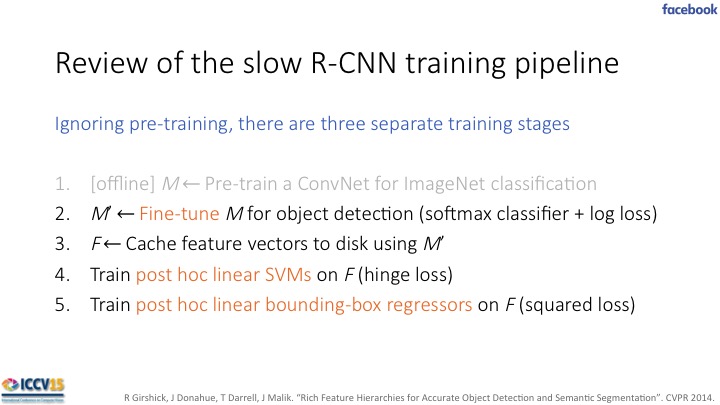 facebook
Review of the slow R-CNN training pipeline
Ignoring pre-training, there are three separate training stages
1. [offline] M ← Pre-train a ConvNet for ImageNet classification
2. M' ← Fine-tune M for object detection (softmax classifier + log loss)
3. F ← Cache feature vectors to disk using M'
4. Train post hoc linear SVMs on F (hinge loss)
5. Train post hoc linear bounding-box regressors on F (squared loss)
ICCV15
R Girshick, J Donahue, T Darrell, J Malik. “Rich Feature Hierarchies for Accurate Object Detection and Semantic Segmentation”. CVPR 2014.